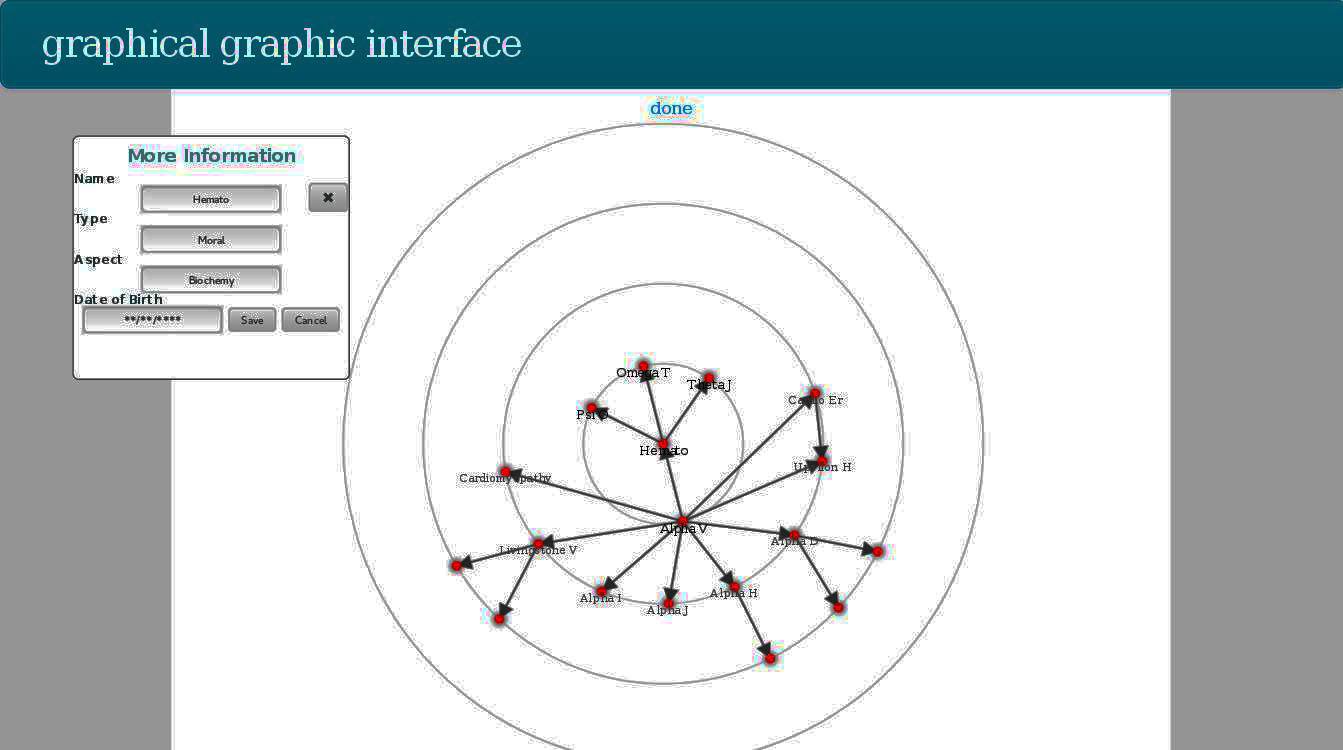 graphical graphic interface
done
More Information
Name
Hemato
✖
Type
Moral
Aspect
Biochemy
Date of Birth
**/**/****
Save
Cancel
Omega T
Theta J
Psi
Hemato
Cardio Er
Upsilon H
Cardiomyopathy
Alpha V
Livingstone V
Alpha D
Alpha I
Alpha J
Alpha H